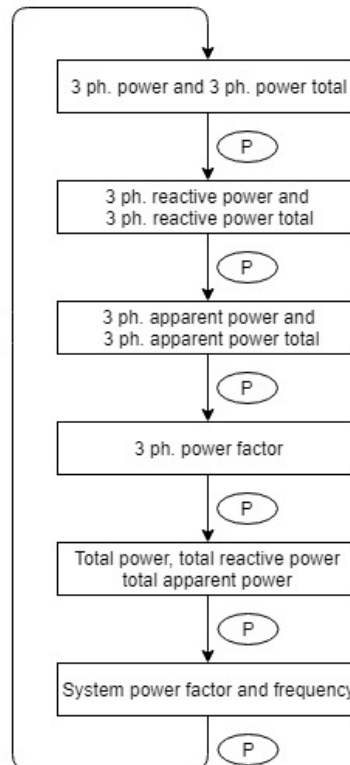 3 ph. power and 3 ph. power total
P
3 ph. reactive power and
3 ph. reactive power total
P
3 ph. apparent power and
3 ph. apparent power total
P
3 ph. power factor
P
Total power, total reactive power
total apparent power
P
System power factor and frequency
P